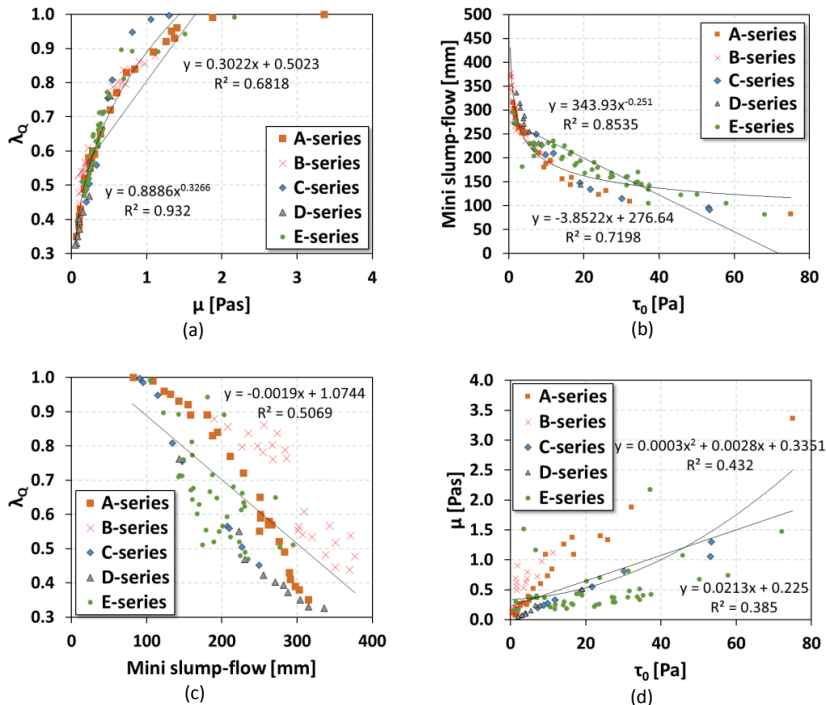 1.0
0.9
0.8
0.7
0.6
0.5
0.4
0.3
λQ
y = 0.3022x + 0.5023
R² = 0.6818
y = 0.8886x^0.3266
R² = 0.932
A-series
B-series
C-series
D-series
E-series
0 1 2 3 4
μ [Pas]
(a)
500
450
400
350
300
250
200
150
100
50
0
Mini slump-flow [mm]
A-series
B-series
C-series
D-series
E-series
y = 343.93x^-0.251
R² = 0.8535
y = -3.8522x + 276.64
R² = 0.7198
0 20 40 60 80
τ0 [Pa]
(b)
1.0
0.9
0.8
0.7
0.6
0.5
0.4
0.3
λQ
y = -0.0019x + 1.0744
R² = 0.5069
A-series
B-series
C-series
D-series
E-series
0 100 200 300 400
Mini slump-flow [mm]
(c)
4.0
3.5
3.0
2.5
2.0
1.5
1.0
0.5
0.0
μ [Pas]
A-series
B-series
C-series
D-series
E-series
y = 0.0003x² + 0.0028x + 0.3351
R² = 0.432
y = 0.0213x + 0.225
R² = 0.385
0 20 40 60 80
τ0 [Pa]
(d)